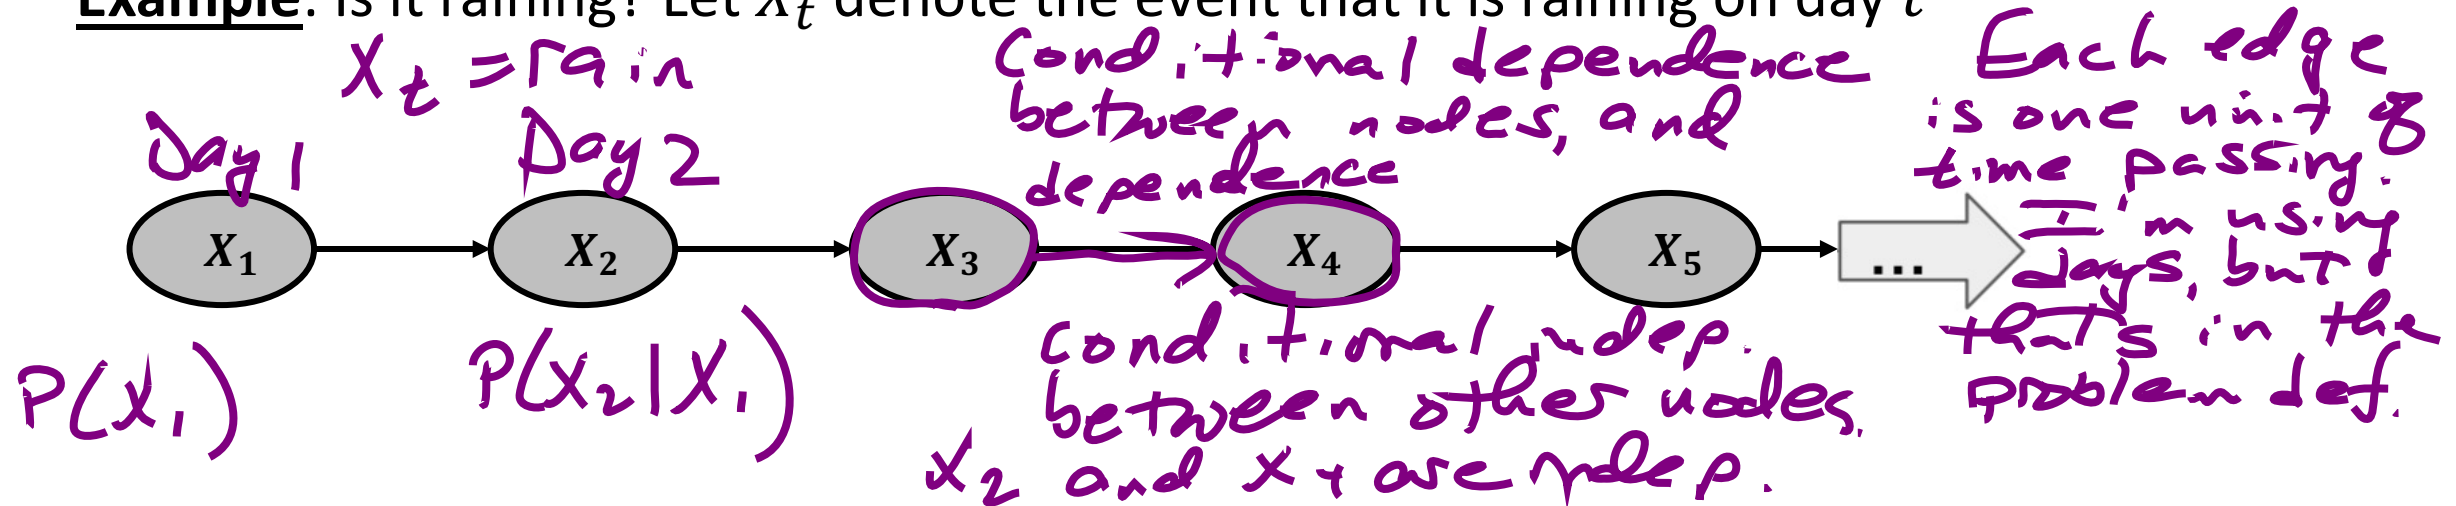 Example: Is it raining? Let Xₜ denote the event that it is raining on day t
Xₜ = rain
Day 1
Day 2
Conditional dependence
between nodes, and
dependence
Each edge
is one unit of
time passing.
I'm using
days, but
that's in the
problem def.
X₁
X₂
X₃
X₄
X₅
...
P(X₁)
P(X₂|X₁)
Conditional indep.
between other nodes.
X₂ and X₄ are indep.